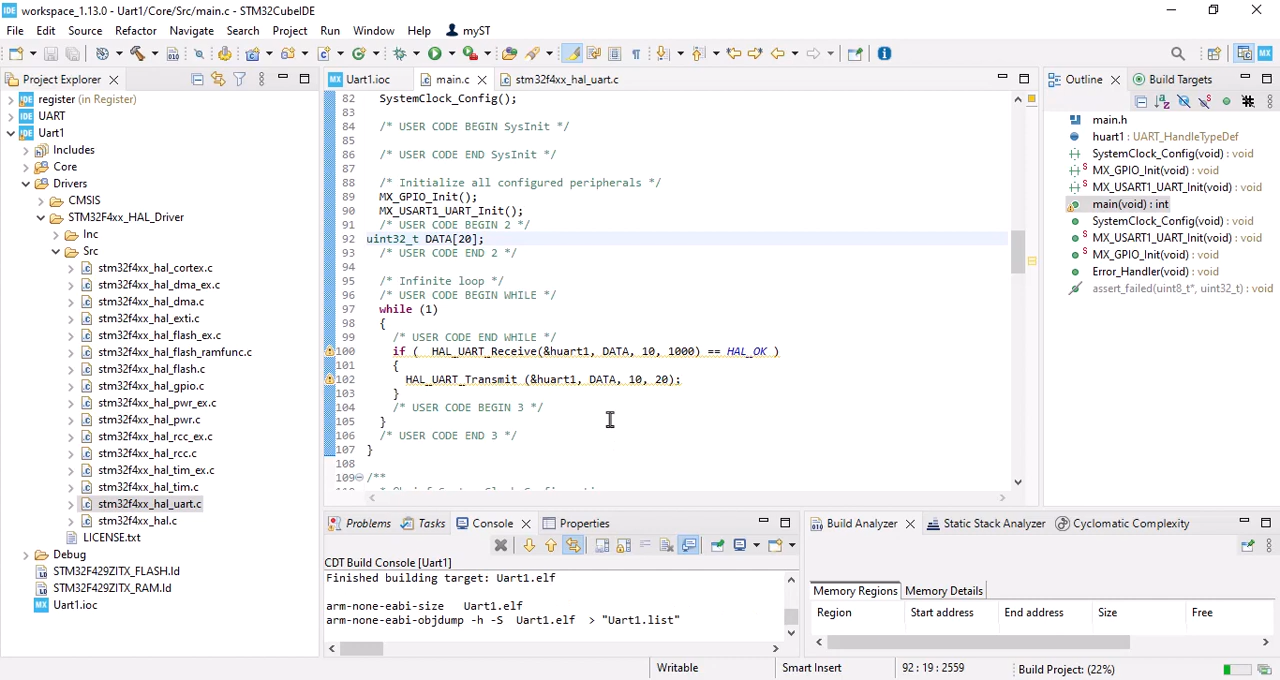 workspace_1.13.0 - Uart1/Core/Src/main.c - STM32CubeIDE
File Edit Source Refactor Navigate Search Project Run Window Help myST
Project Explorer
register (in Register)
UART
Uart1
Includes
Core
Drivers
CMSIS
STM32F4xx_HAL_Driver
Inc
Src
stm32f4xx_hal_cortex.c
stm32f4xx_hal_dma_ex.c
stm32f4xx_hal_dma.c
stm32f4xx_hal_exti.c
stm32f4xx_hal_flash_ex.c
stm32f4xx_hal_flash_ramfunc.c
stm32f4xx_hal_flash.c
stm32f4xx_hal_gpio.c
stm32f4xx_hal_pwr_ex.c
stm32f4xx_hal_pwr.c
stm32f4xx_hal_rcc_ex.c
stm32f4xx_hal_rcc.c
stm32f4xx_hal_tim_ex.c
stm32f4xx_hal_tim.c
stm32f4xx_hal_uart.c
stm32f4xx_hal.c
LICENSE.txt
Debug
STM32F429ZITX_FLASH.ld
STM32F429ZITX_RAM.ld
Uart1.ioc
Uart1.ioc main.c stm32f4xx_hal_uart.c
82 SystemClock_Config();
83
84 /* USER CODE BEGIN SysInit */
85
86 /* USER CODE END SysInit */
87
88 /* Initialize all configured peripherals */
89 MX_GPIO_Init();
90 MX_USART1_UART_Init();
91 /* USER CODE BEGIN 2 */
92 uint32_t DATA[20];
93 /* USER CODE END 2 */
94
95 /* Infinite loop */
96 /* USER CODE BEGIN WHILE */
97 while (1)
98 {
99 /* USER CODE END WHILE */
100 if ( HAL_UART_Receive(&huart1, DATA, 10, 1000) == HAL_OK )
101 {
102 HAL_UART_Transmit (&huart1, DATA, 10, 20);
103 }
104 /* USER CODE BEGIN 3 */
105 }
106 /* USER CODE END 3 */
107 }
108
109 /**
Outline Build Targets
main.h
huart1 : UART_HandleTypeDef
SystemClock_Config(void) : void
MX_GPIO_Init(void) : void
MX_USART1_UART_Init(void) : void
main(void) : int
SystemClock_Config(void) : void
MX_USART1_UART_Init(void) : void
MX_GPIO_Init(void) : void
Error_Handler(void) : void
assert_failed(uint8_t*, uint32_t) : void
Problems Tasks Console Properties
CDT Build Console [Uart1]
Finished building target: Uart1.elf
arm-none-eabi-size Uart1.elf
arm-none-eabi-objdump -h -S Uart1.elf > "Uart1.list"
Build Analyzer Static Stack Analyzer Cyclomatic Complexity
Memory Regions Memory Details
Region Start address End address Size Free
Writable Smart Insert 92 : 19 : 2559 Build Project: (22%)